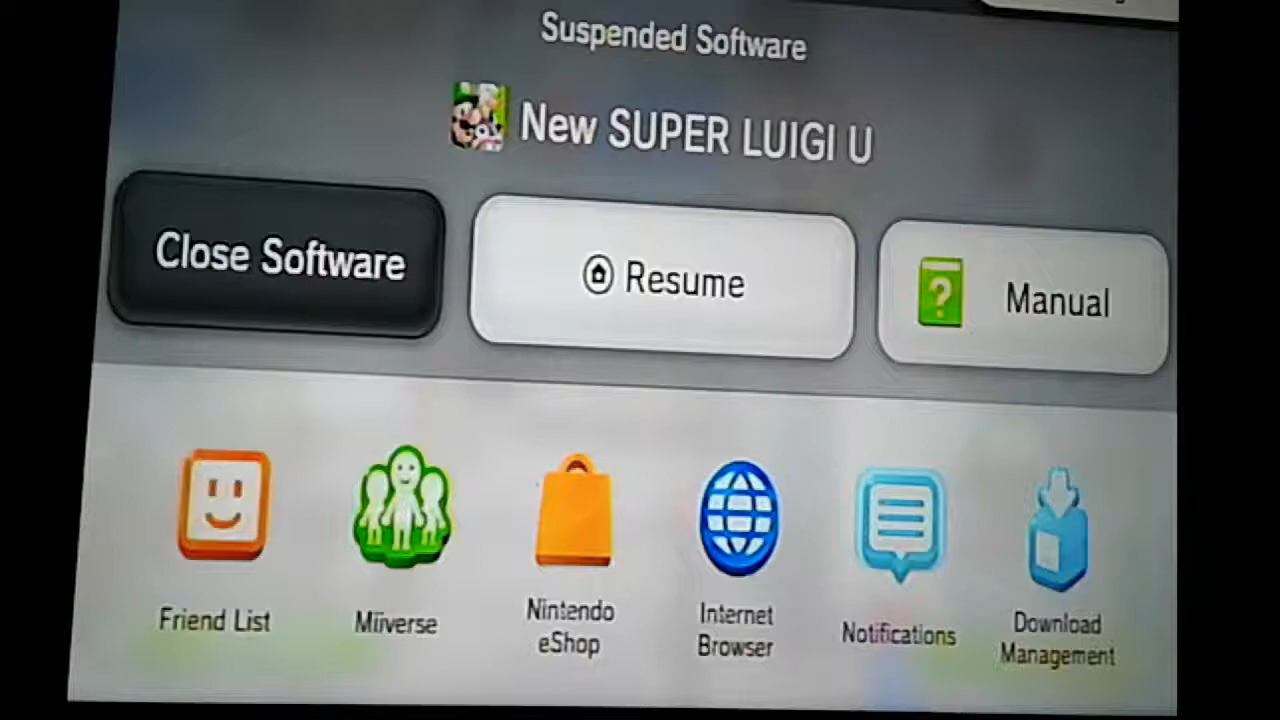 Suspended Software
New SUPER LUIGI U
Close Software
Resume
Manual
?
Friend List
Miiverse
Nintendo
eShop
Internet
Browser
Notifications
Download
Management